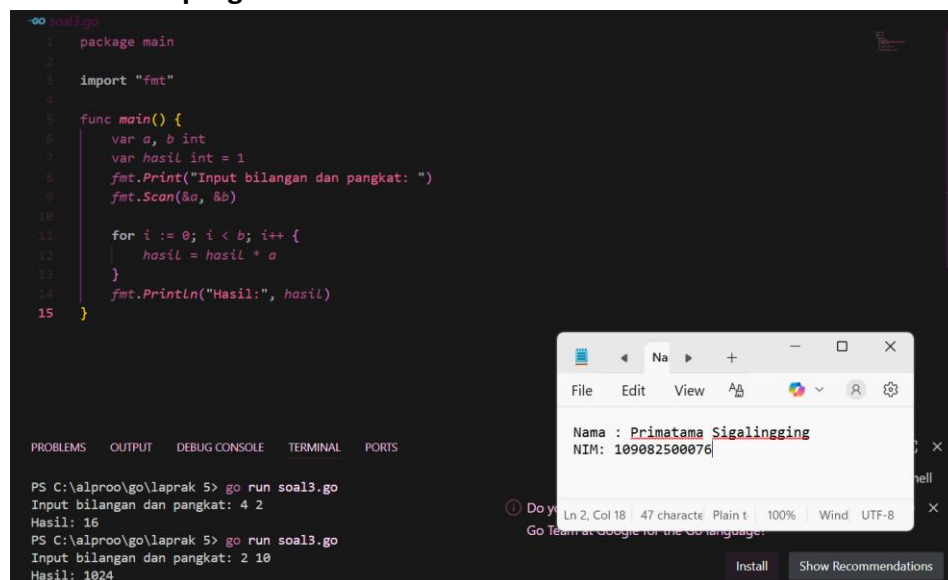 GO soal3.go
1 package main
2
3 import "fmt"
4
5 func main() {
6 var a, b int
7 var hasil int = 1
8 fmt.Print("Input bilangan dan pangkat: ")
9 fmt.Scan(&a, &b)
10
11 for i := 0; i < b; i++ {
12 hasil = hasil * a
13 }
14 fmt.Println("Hasil:", hasil)
15 }
Na
File Edit View
Nama : Primatama Sigalingging
NIM: 109082500076
Ln 2, Col 18 47 characte Plain t 100% Wind UTF-8
PROBLEMS OUTPUT DEBUG CONSOLE TERMINAL PORTS
PS C:\alproo\go\laprak 5> go run soal3.go
Input bilangan dan pangkat: 4 2
Hasil: 16
PS C:\alproo\go\laprak 5> go run soal3.go
Input bilangan dan pangkat: 2 10
Hasil: 1024
Do y
Go Team at Google for the Go language?
Install Show Recommendations